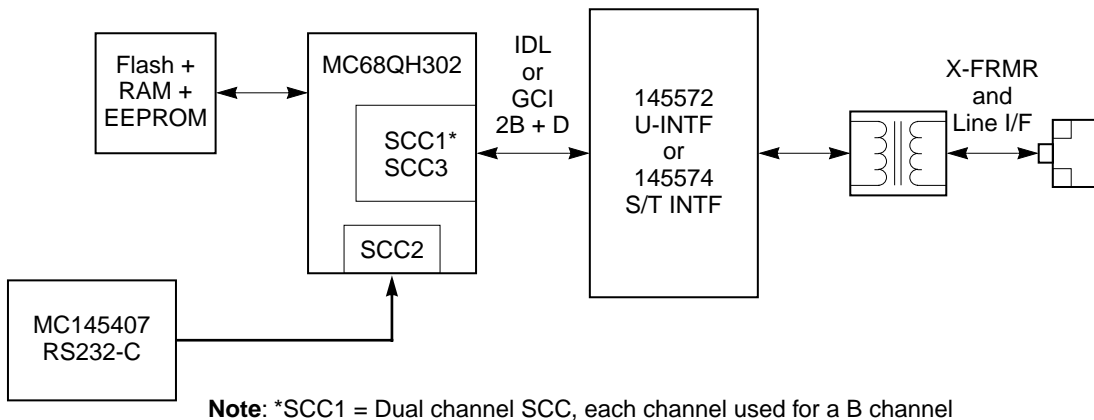 Flash +
RAM +
EEPROM
MC68QH302
SCC1*
SCC3
SCC2
IDL
or
GCI
2B + D
145572
U-INTF
or
145574
S/T INTF
X-FRMR
and
Line I/F
MC145407
RS232-C
Note: *SCC1 = Dual channel SCC, each channel used for a B channel